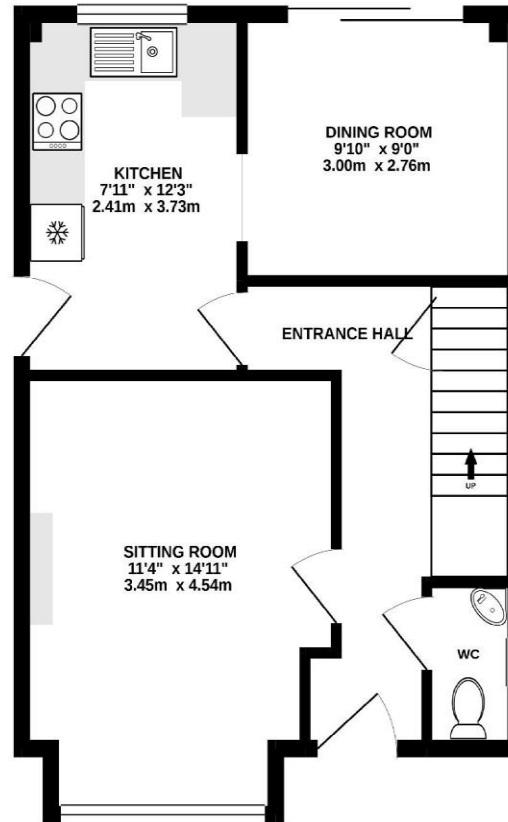 KITCHEN
7'11" x 12'3"
2.41m x 3.73m
DINING ROOM
9'10" x 9'0"
3.00m x 2.76m
ENTRANCE HALL
UP
SITTING ROOM
11'4" x 14'11"
3.45m x 4.54m
WC